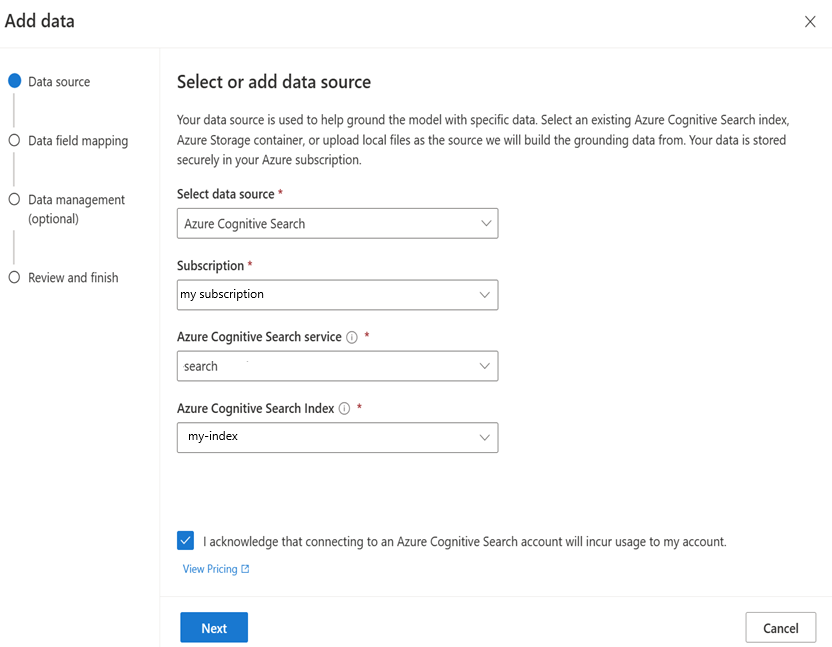 Add data
Data source
Data field mapping
Data management
(optional)
Review and finish
Select or add data source
Your data source is used to help ground the model with specific data. Select an existing Azure Cognitive Search index,
Azure Storage container, or upload local files as the source we will build the grounding data from. Your data is stored
securely in your Azure subscription.
Select data source *
Azure Cognitive Search
Subscription *
my subscription
Azure Cognitive Search service *
search
Azure Cognitive Search Index *
my-index
I acknowledge that connecting to an Azure Cognitive Search account will incur usage to my account.
View Pricing
Next
Cancel